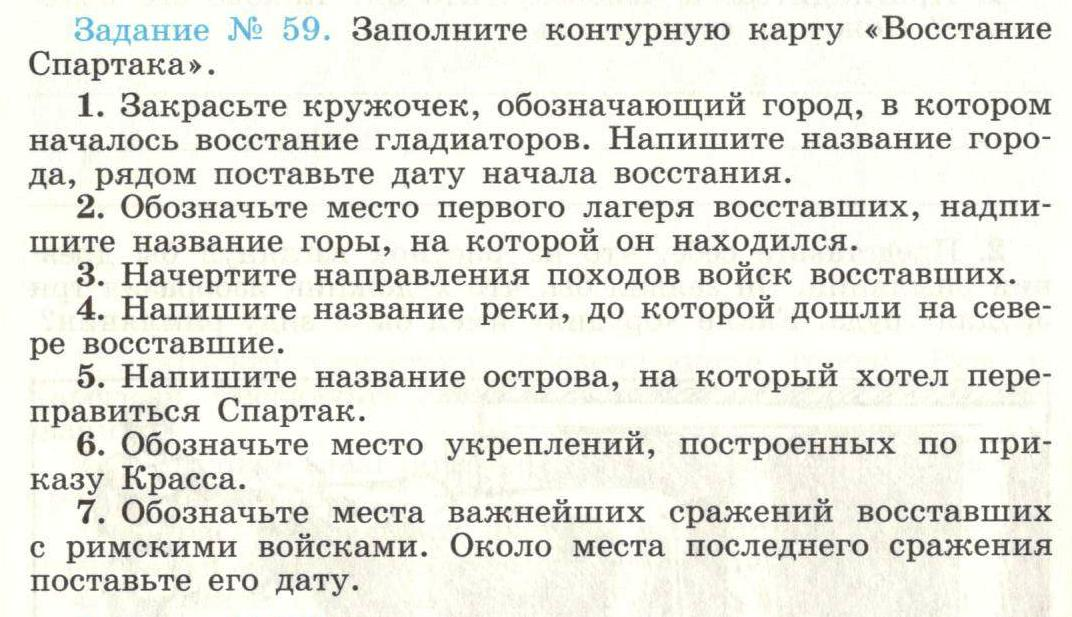 Задание № 59. Заполните контурную карту «Восстание
Спартака».
1. Закрасьте кружочек, обозначающий город, в котором
началось восстание гладиаторов. Напишите название горо-
да, рядом поставьте дату начала восстания.
2. Обозначьте место первого лагеря восставших, надпи-
шите название горы, на которой он находился.
3. Начертите направления походов войск восставших.
4. Напишите название реки, до которой дошли на севе-
ре восставшие.
5. Напишите название острова, на который хотел пере-
правиться Спартак.
6. Обозначьте место укреплений, построенных по при-
казу Красса.
7. Обозначьте места важнейших сражений восставших
с римскими войсками. Около места последнего сражения
поставьте его дату.